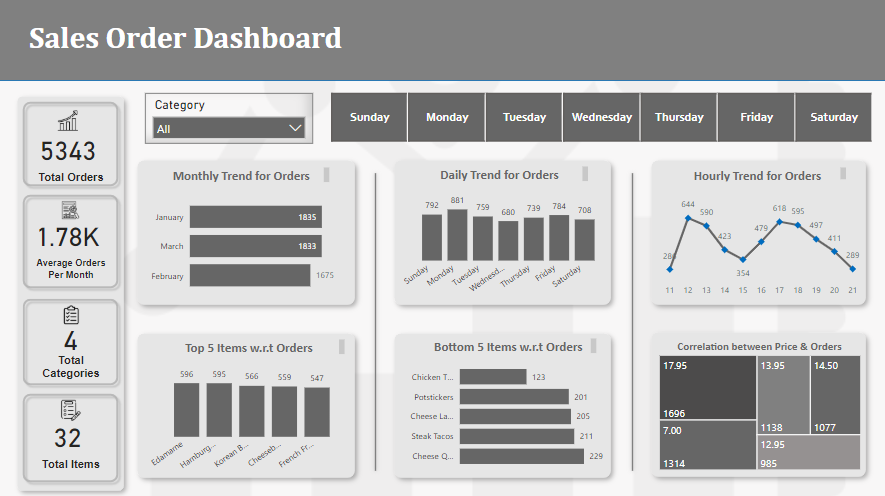 Sales Order Dashboard
5343
Total Orders
1.78K
Average Orders
Per Month
4
Total
Categories
32
Total Items
Category
All
Sunday Monday Tuesday Wednesday Thursday Friday Saturday
Monthly Trend for Orders
January 1835
March 1833
February 1675
Daily Trend for Orders
792 881 759 680 739 784 708
Sunday Monday Tuesday Wednesd... Thursday Friday Saturday
Hourly Trend for Orders
644 590 423 354 479 618 595 497 411 289
11 12 13 14 15 16 17 18 19 20 21
Top 5 Items w.r.t Orders
596 595 566 559 547
Edamame Hamburg... Korean B... Cheeseb... French Fr...
Bottom 5 Items w.r.t Orders
Chicken T... 123
Potstickers 201
Cheese La... 205
Steak Tacos 211
Cheese Q... 229
Correlation between Price & Orders
17.95
1696
7.00
1314
13.95
1138
14.50
1077
12.95
985